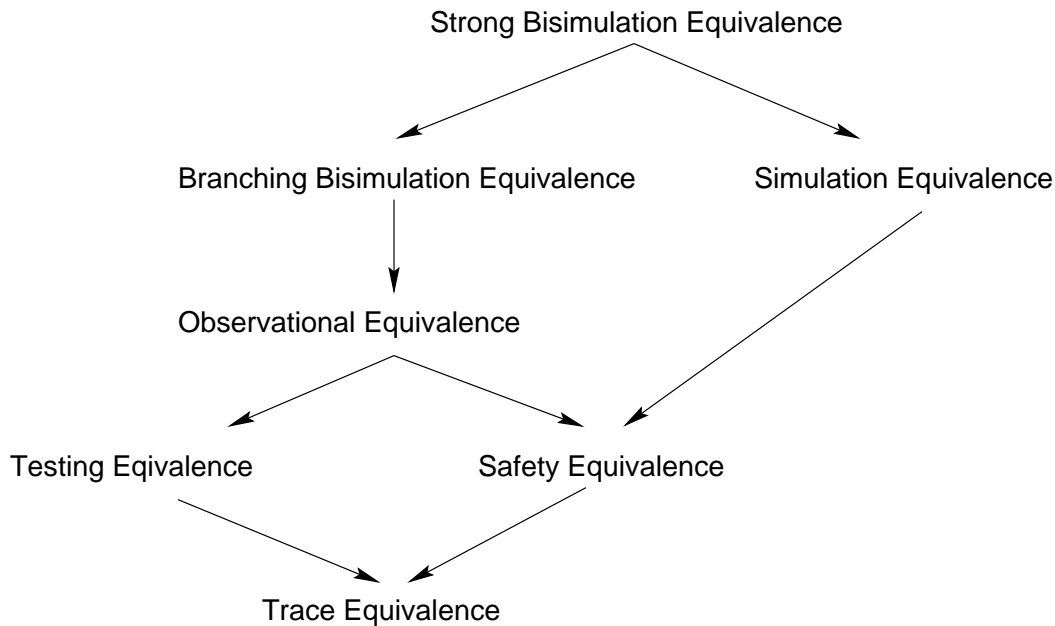 Strong Bisimulation Equivalence
Branching Bisimulation Equivalence
Simulation Equivalence
Observational Equivalence
Testing Eqivalence
Safety Equivalence
Trace Equivalence